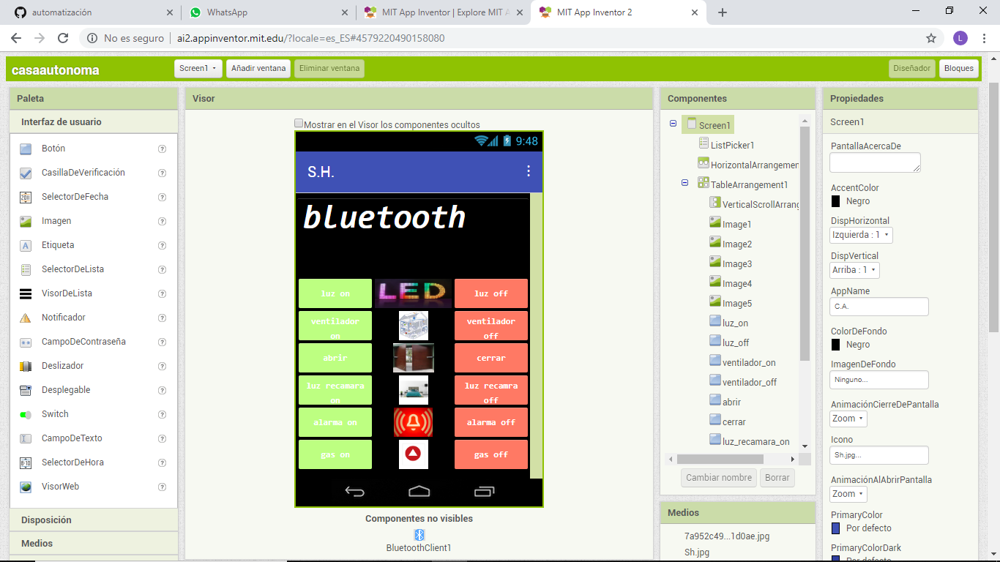 automatización
WhatsApp
MIT App Inventor | Explore MIT A
MIT App Inventor 2
No es seguro | ai2.appinventor.mit.edu/?locale=es_ES#4579220490158080
L
casaautonoma
Screen1
Añadir ventana
Eliminar ventana
Diseñador
Bloques
Paleta
Interfaz de usuario
Botón
CasillaDeVerificación
SelectorDeFecha
Imagen
Etiqueta
SelectorDeLista
VisorDeLista
Notificador
CampoDeContraseña
Deslizador
Desplegable
Switch
CampoDeTexto
SelectorDeHora
VisorWeb
Disposición
Medios
Visor
Mostrar en el Visor los componentes ocultos
9:48
S.H.
bluetooth
luz on
LED
luz off
ventilador
on
ventilador
off
abrir
cerrar
luz recamara
on
luz recamra
off
alarma on
alarma off
gas on
gas off
Componentes no visibles
BluetoothClient1
Componentes
Screen1
ListPicker1
HorizontalArrangemen
TableArrangement1
VerticalScrollArrang
Image1
Image2
Image3
Image4
Image5
luz_on
luz_off
ventilador_on
ventilador_off
abrir
cerrar
luz_recamara_on
Cambiar nombre
Borrar
Medios
7a952c49...1d0ae.jpg
Sh.jpg
Propiedades
Screen1
PantallaAcercaDe
AccentColor
Negro
DispHorizontal
Izquierda : 1
DispVertical
Arriba : 1
AppName
C.A.
ColorDeFondo
Negro
ImagenDeFondo
Ninguno...
AnimaciónCierreDePantalla
Zoom
Icono
Sh.jpg...
AnimaciónAlAbrirPantalla
Zoom
PrimaryColor
Por defecto
PrimaryColorDark
Por defecto